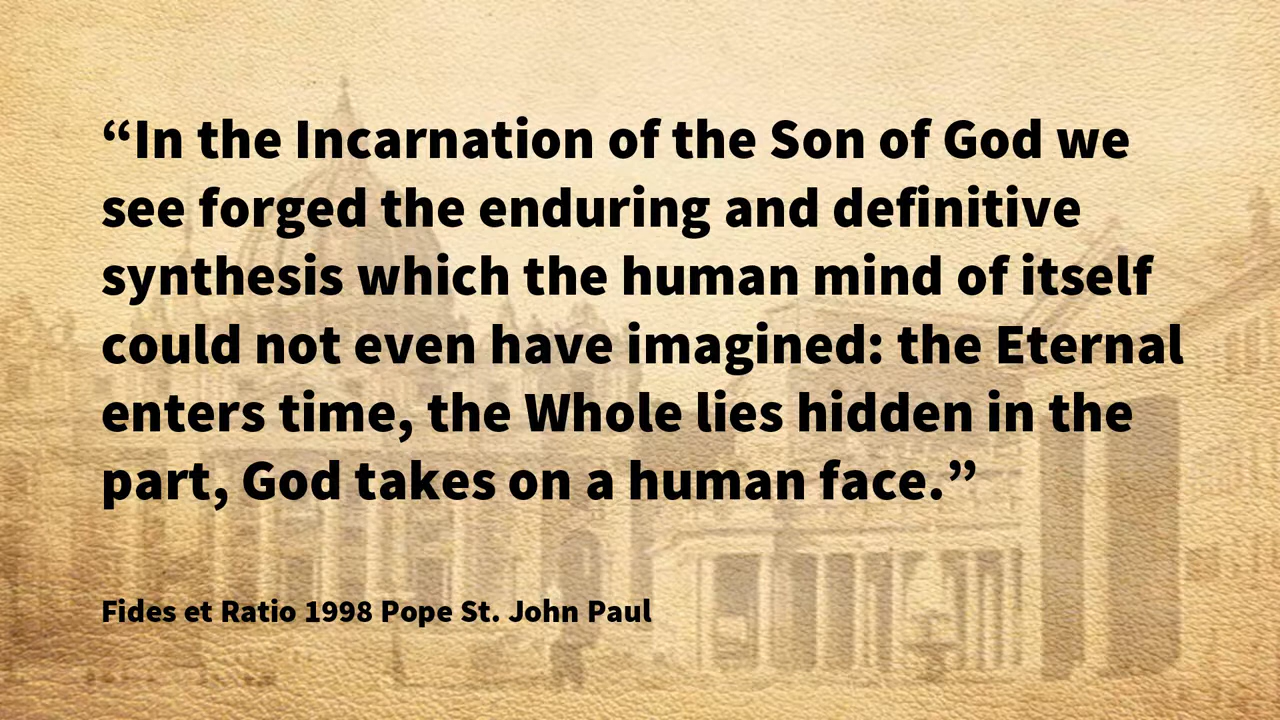 “In the Incarnation of the Son of God we
see forged the enduring and definitive
synthesis which the human mind of itself
could not even have imagined: the Eternal
enters time, the Whole lies hidden in the
part, God takes on a human face.”
Fides et Ratio 1998 Pope St. John Paul